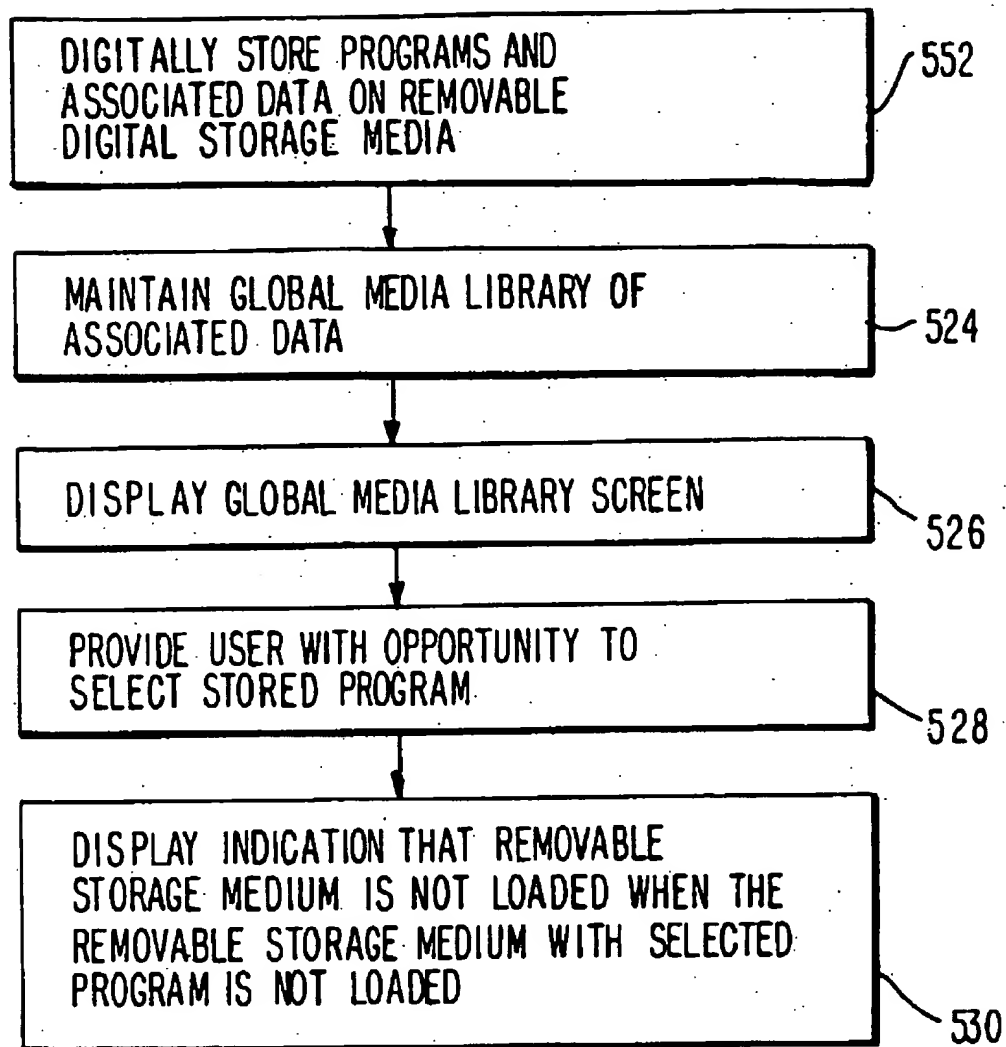 DIGITALLY STORE PROGRAMS AND
ASSOCIATED DATA ON REMOVABLE
DIGITAL STORAGE MEDIA
552
MAINTAIN GLOBAL MEDIA LIBRARY OF
ASSOCIATED DATA
524
DISPLAY GLOBAL MEDIA LIBRARY SCREEN
526
PROVIDE USER WITH OPPORTUNITY TO
SELECT STORED PROGRAM
528
DISPLAY INDICATION THAT REMOVABLE
STORAGE MEDIUM IS NOT LOADED WHEN THE
REMOVABLE STORAGE MEDIUM WITH SELECTED
PROGRAM IS NOT LOADED
530